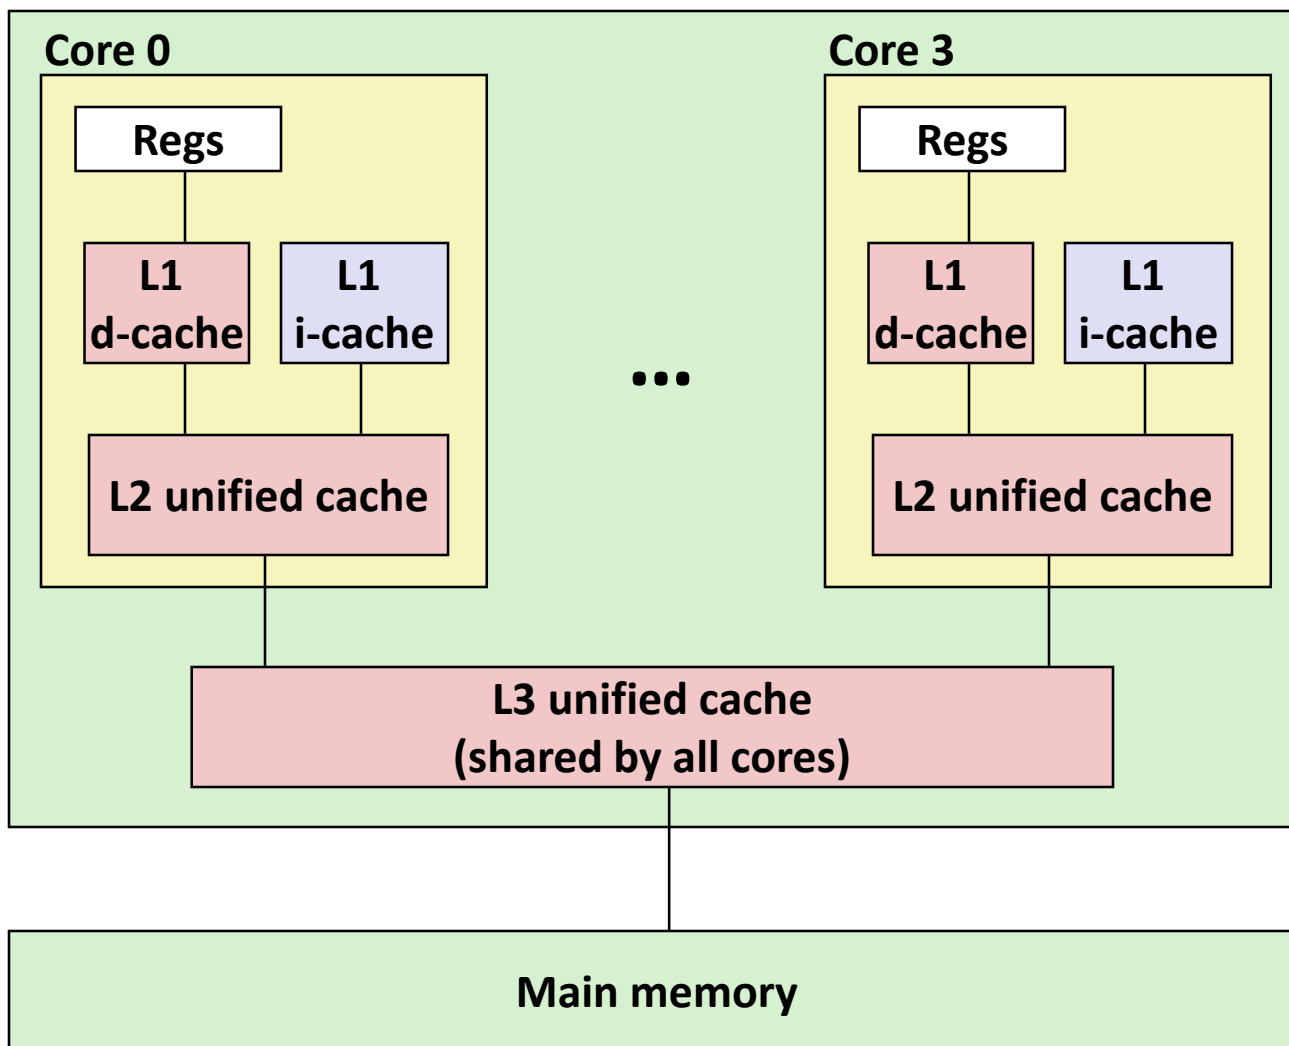 Core 0
Regs
L1
d-cache
L1
i-cache
L2 unified cache
...
Core 3
Regs
L1
d-cache
L1
i-cache
L2 unified cache
L3 unified cache
(shared by all cores)
Main memory